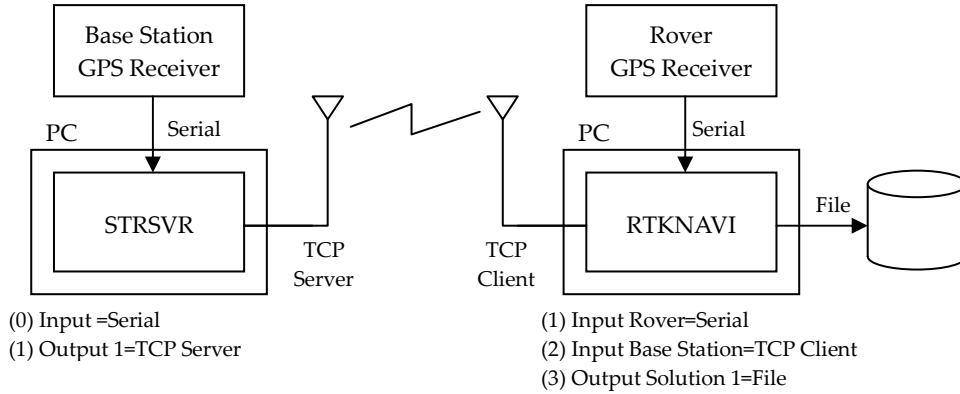 Base Station
GPS Receiver
Rover
GPS Receiver
PC
Serial
PC
Serial
STRSVR
TCP
Server
TCP
Client
RTKNAVI
File
(0) Input =Serial
(1) Output 1=TCP Server
(1) Input Rover=Serial
(2) Input Base Station=TCP Client
(3) Output Solution 1=File